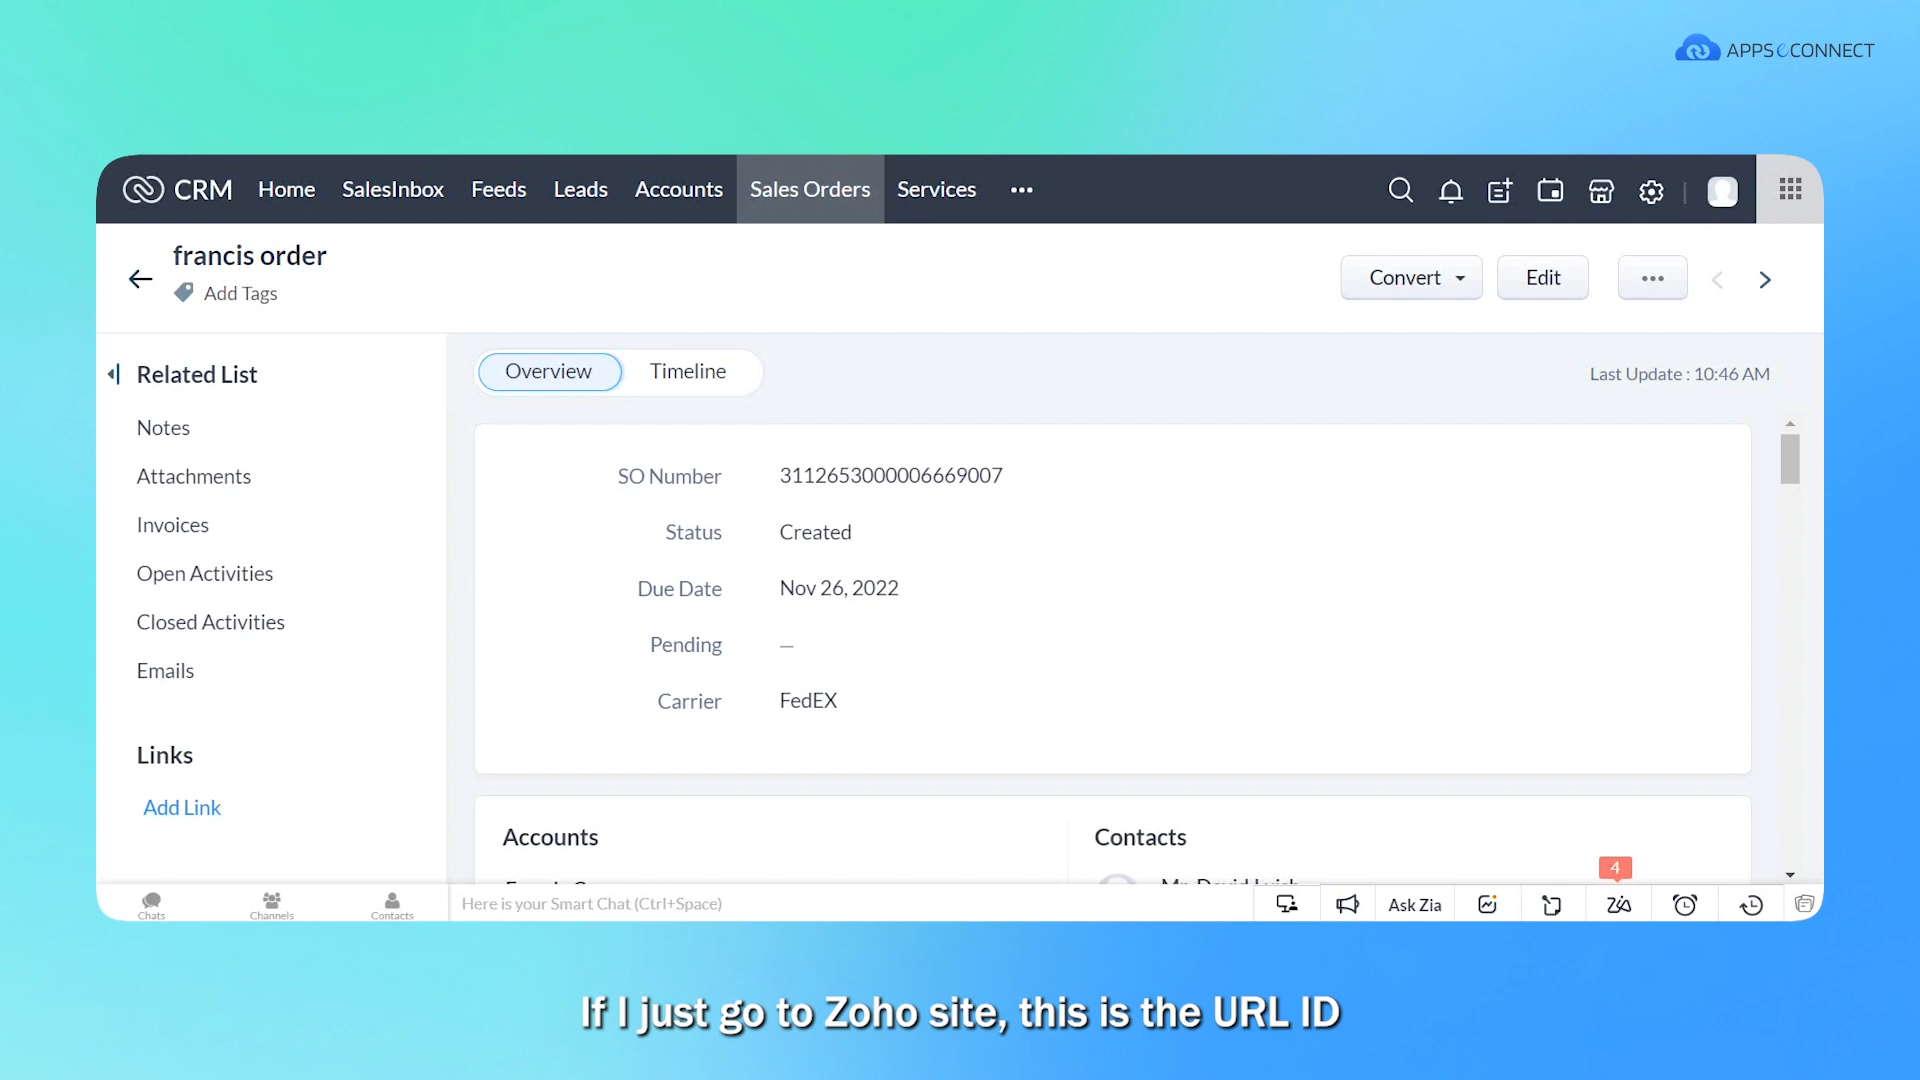 APPSeCONNECT
CRM Home SalesInbox Feeds Leads Accounts Sales Orders Services
francis order
Add Tags
Convert Edit
Related List
Overview Timeline
Last Update : 10:46 AM
Notes
Attachments
Invoices
Open Activities
Closed Activities
Emails
Links
Add Link
SO Number 3112653000006669007
Status Created
Due Date Nov 26, 2022
Pending —
Carrier FedEX
Accounts
Contacts
4
Chats Channels Contacts
Here is your Smart Chat (Ctrl+Space)
Ask Zia
If I just go to Zoho site, this is the URL ID